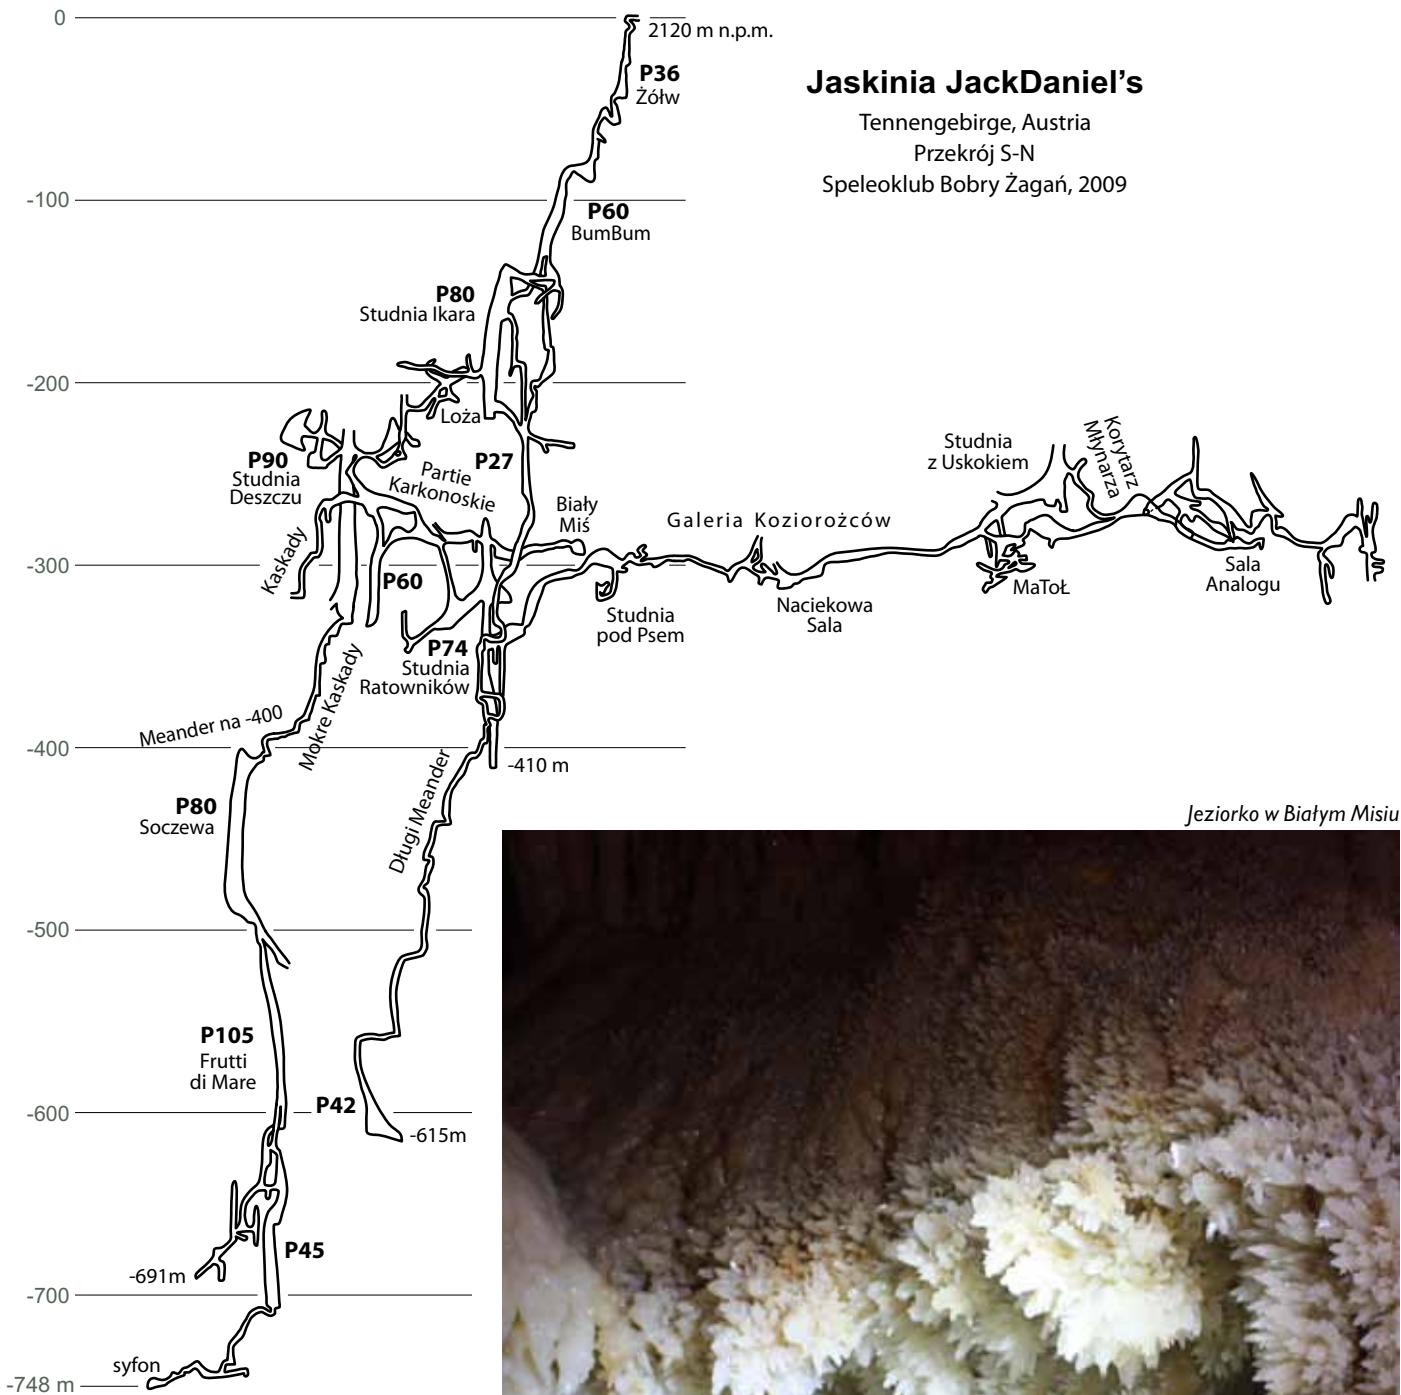 0
2120 m n.p.m.
P36
Żółw
Jaskinia JackDaniel’s
Tennengebirge, Austria
Przekrój S-N
Speleoklub Bobry Żagań, 2009
-100
P60
BumBum
P80
Studnia Ikara
-200
Loża
P90
Studnia
Deszczu
Partie
Karkonoskie
P27
Biały
Miś
Galeria Koziorożców
Studnia
z Uskokiem
Korytarz
Młynarza
Kaskady
-300
P60
Studnia
pod Psem
Naciekowa
Sala
MaToŁ
Sala
Analogu
P74
Studnia
Ratowników
Mokre Kaskady
Meander na -400
-400
-410 m
P80
Soczewa
Długi Meander
Jeziorko w Białym Misiu
-500
P105
Frutti
di Mare
-600
P42
-615m
P45
-691m
-700
syfon
-748 m